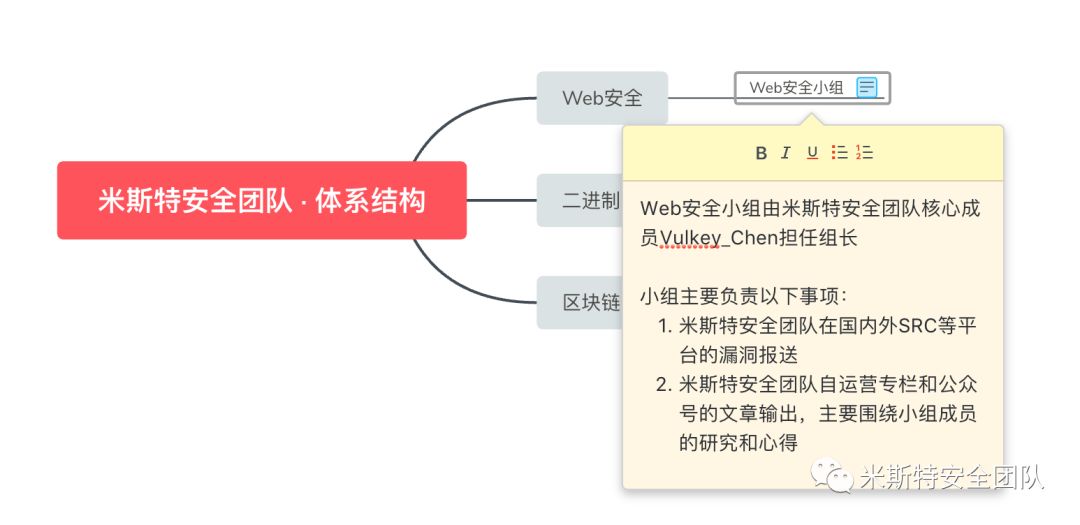 米斯特安全团队 · 体系结构
Web安全
Web安全小组
二进制
区块链
B I U
Web安全小组由米斯特安全团队核心成
员Vulkey_Chen担任组长
小组主要负责以下事项：
1. 米斯特安全团队在国内外SRC等平
台的漏洞报送
2. 米斯特安全团队自运营专栏和公众
号的文章输出，主要围绕小组成员
的研究和心得
米斯特安全团队